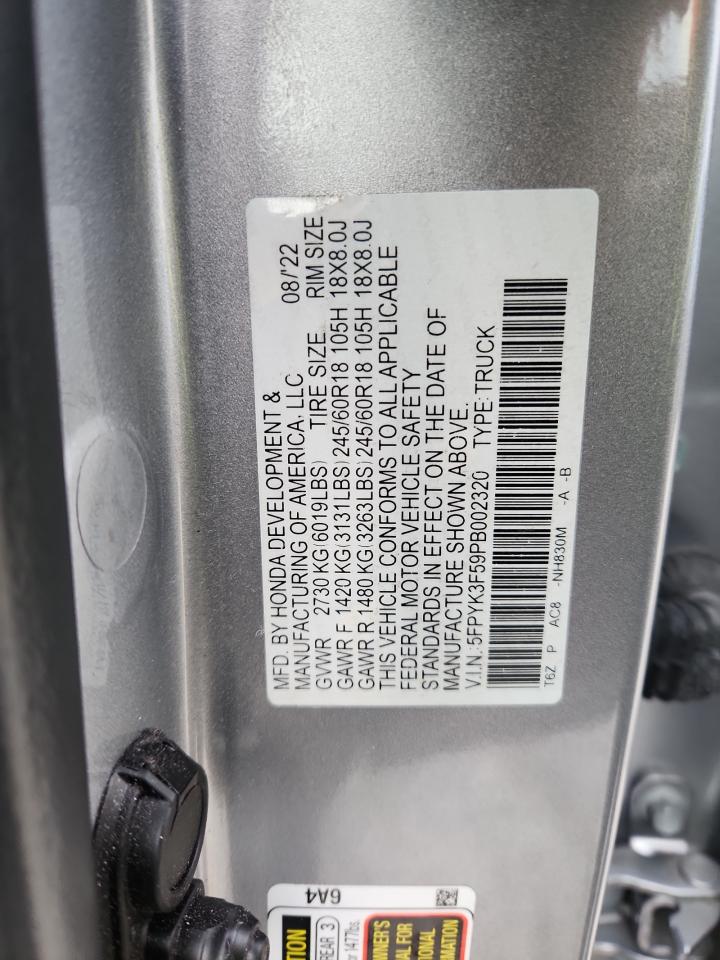 MFD. BY HONDA DEVELOPMENT &
MANUFACTURING OF AMERICA, LLC 08/'22
GVWR 2730 KG(6019LBS) TIRE SIZE RIM SIZE
GAWR F 1420 KG(3131LBS)245/60R18 105H 18X8.0J
GAWR R 1480 KG(3263LBS)245/60R18 105H 18X8.0J
THIS VEHICLE CONFORMS TO ALL APPLICABLE
FEDERAL MOTOR VEHICLE SAFETY
STANDARDS IN EFFECT ON THE DATE OF
MANUFACTURE SHOWN ABOVE.
V.I.N.:5FPYK3F59PB002320 TYPE:TRUCK
T6Z P AC8 -NH830M -A -B
6A4
REAR 3
1477lbs.